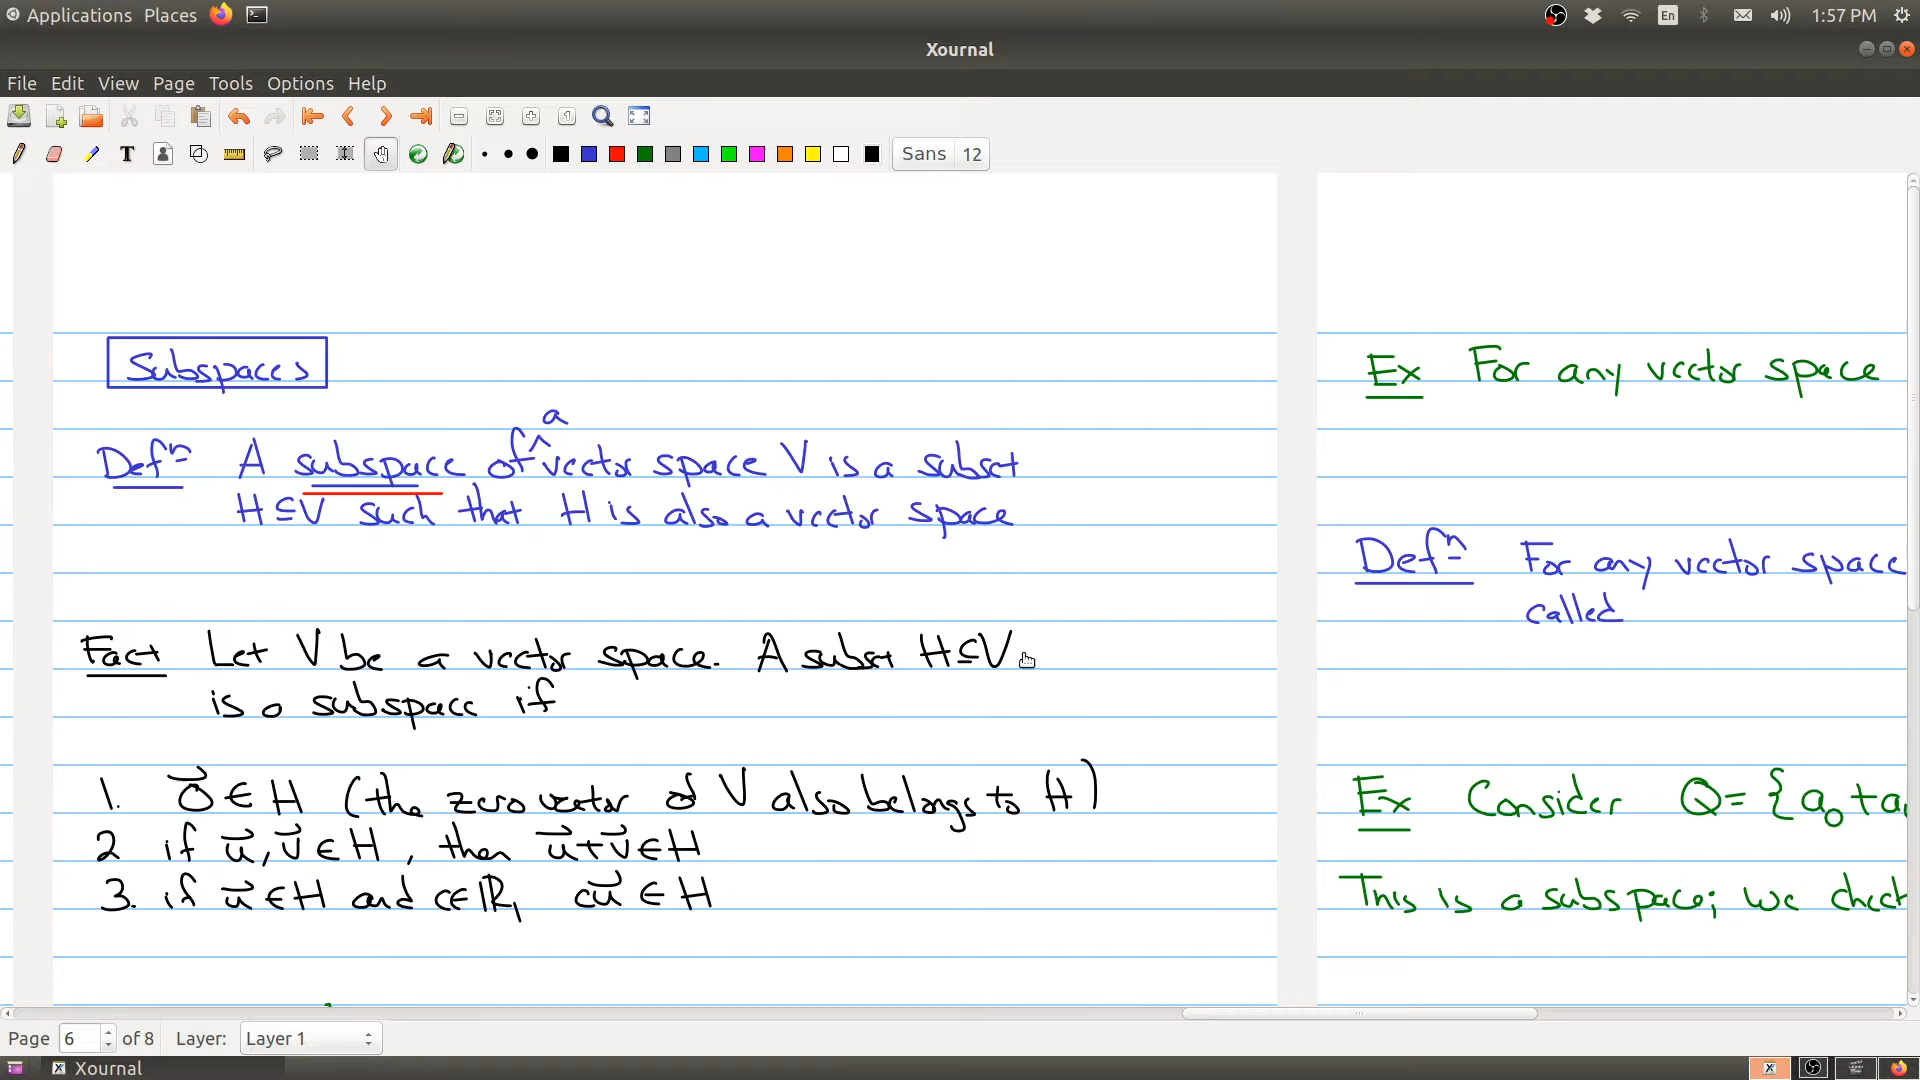 Applications Places En 1:57 PM
Xournal
File Edit View Page Tools Options Help
T Sans 12
Subspaces
Defn A subspace of ^a vector space V is a subset
H⊆V such that H is also a vector space
Fact Let V be a vector space. A subset H⊆V
is a subspace if
1. 0⃗ ∈ H (the zero vector of V also belongs to H)
2 if u⃗, v⃗ ∈ H, then u⃗+v⃗ ∈ H
3. if u⃗ ∈ H and c∈ℝ, cu⃗ ∈ H
Ex For any vector space
Defn For any vector space
called
Ex Consider Q= {a₀+a
This is a subspace; we check
Page 6 of 8 Layer: Layer 1
Xournal